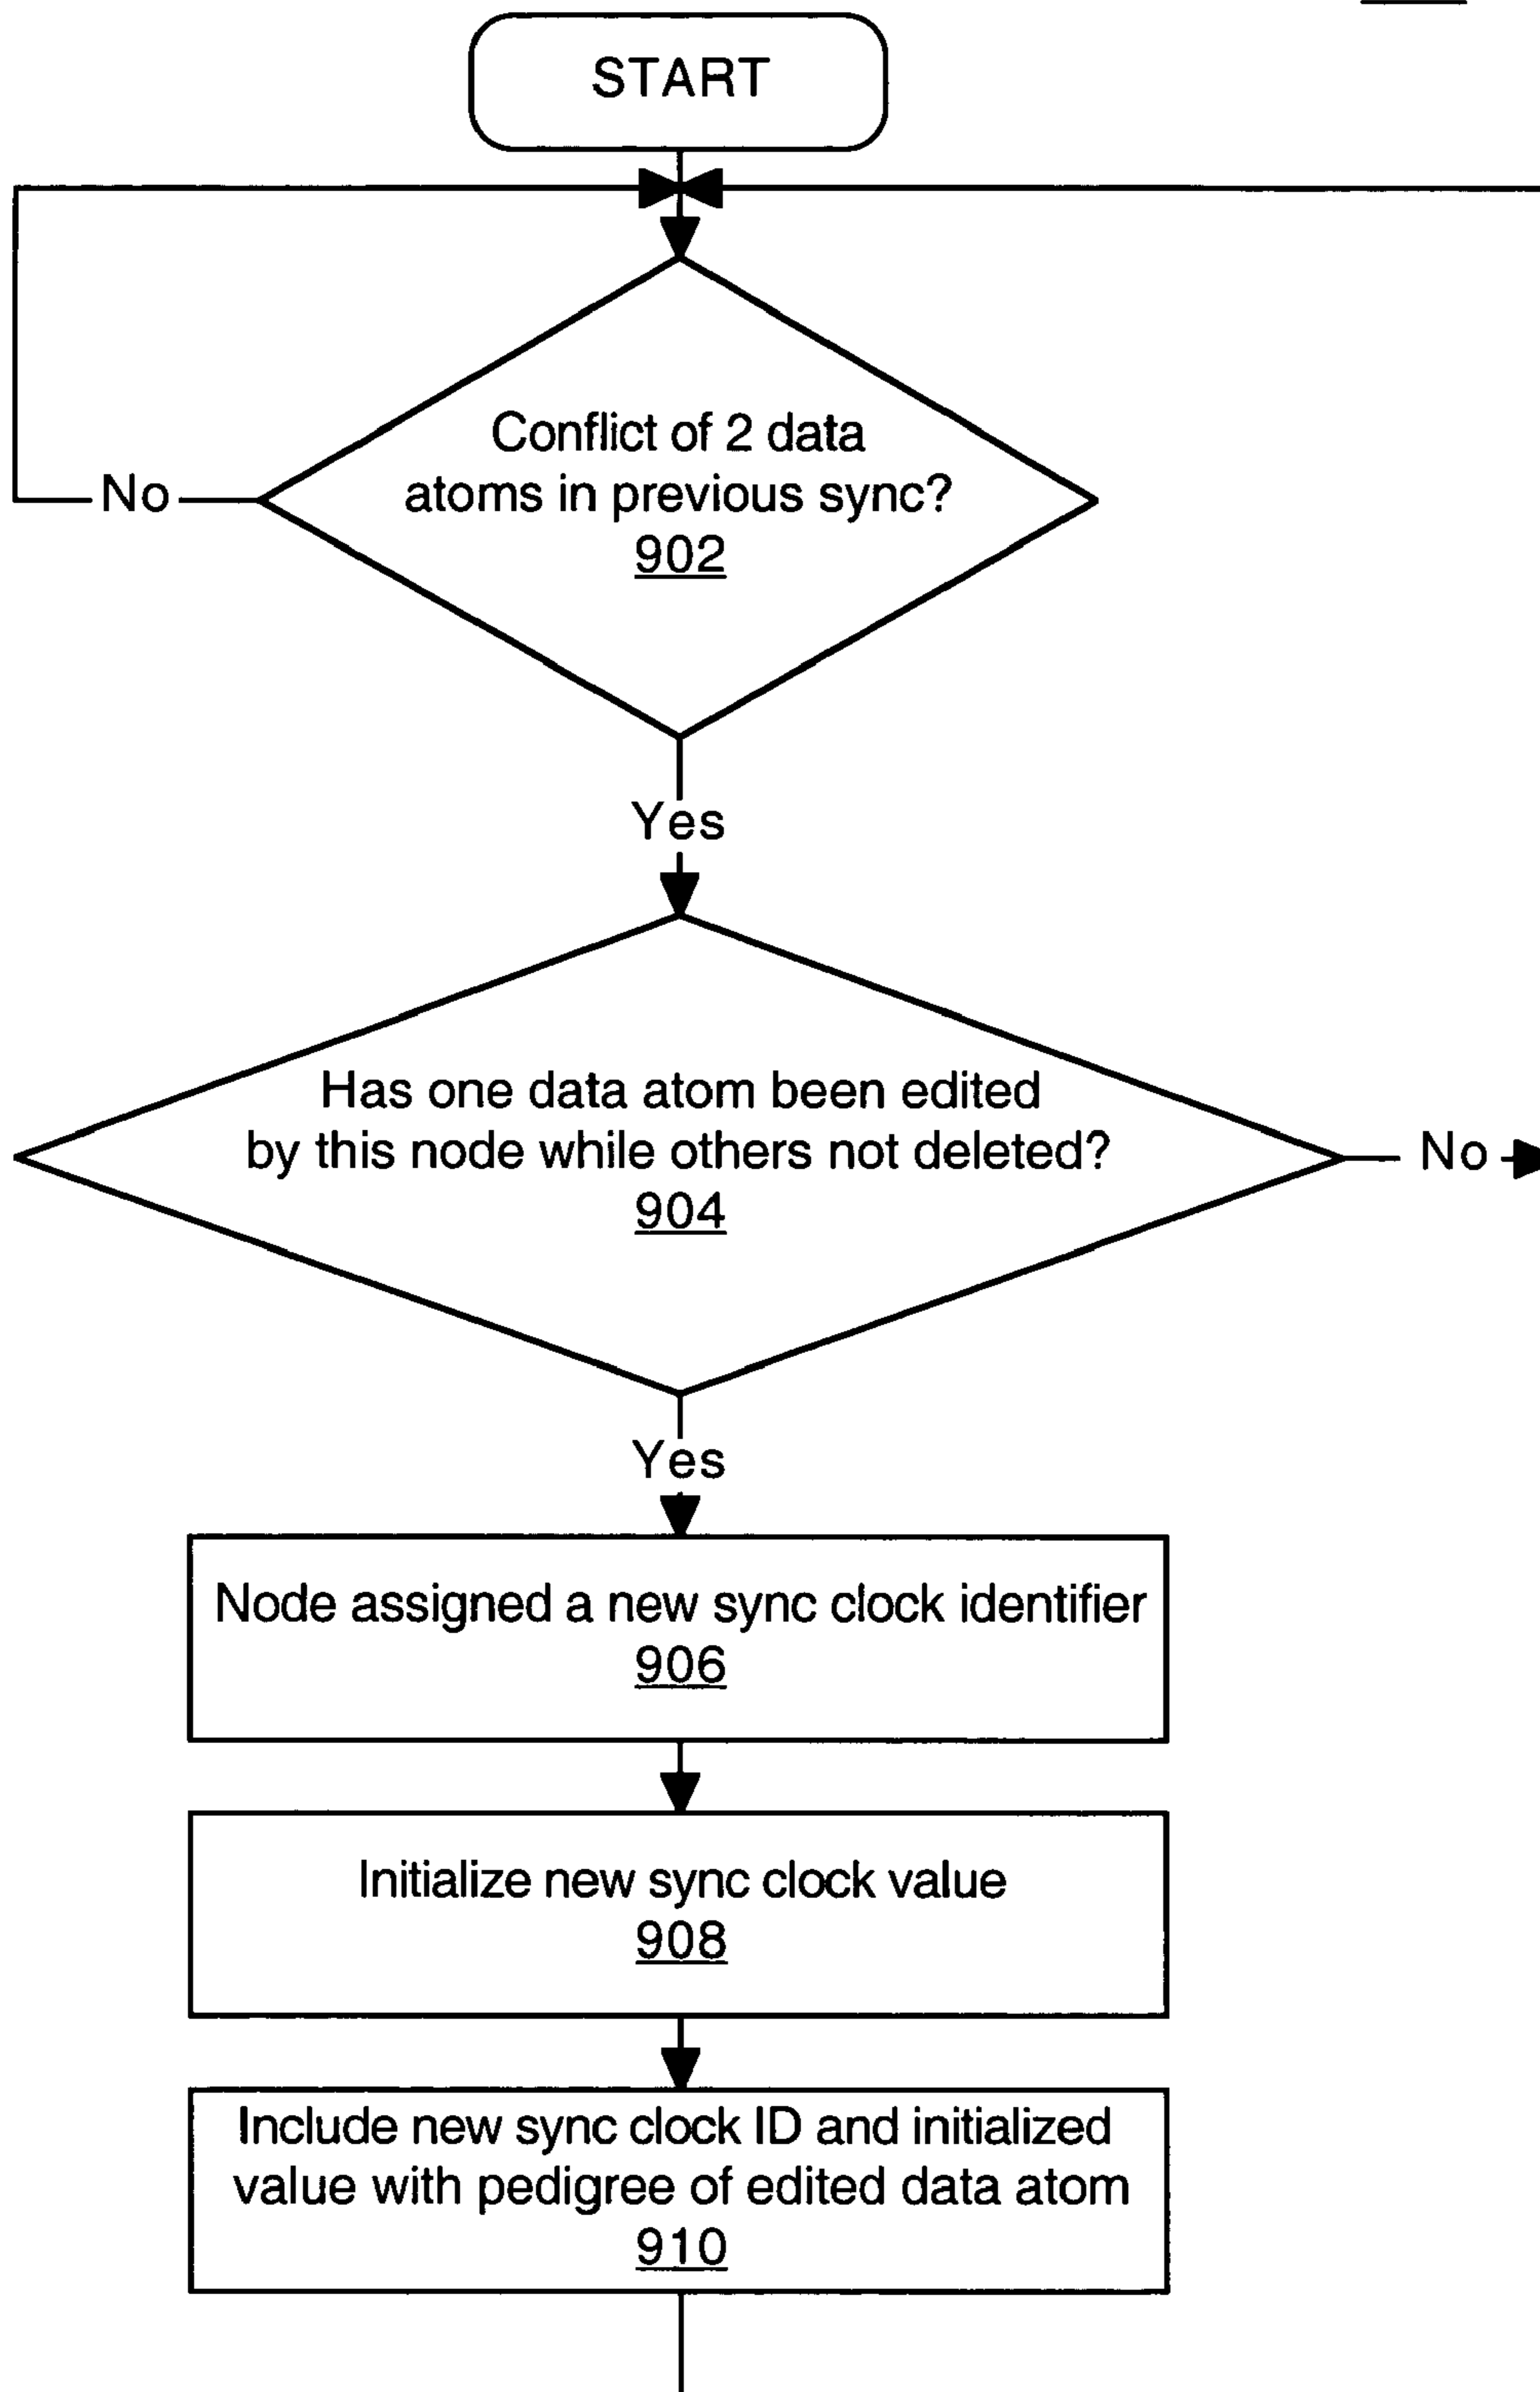 START
Conflict of 2 data
atoms in previous sync?
902
No
Yes
Has one data atom been edited
by this node while others not deleted?
904
No
Yes
Node assigned a new sync clock identifier
906
Initialize new sync clock value
908
Include new sync clock ID and initialized
value with pedigree of edited data atom
910